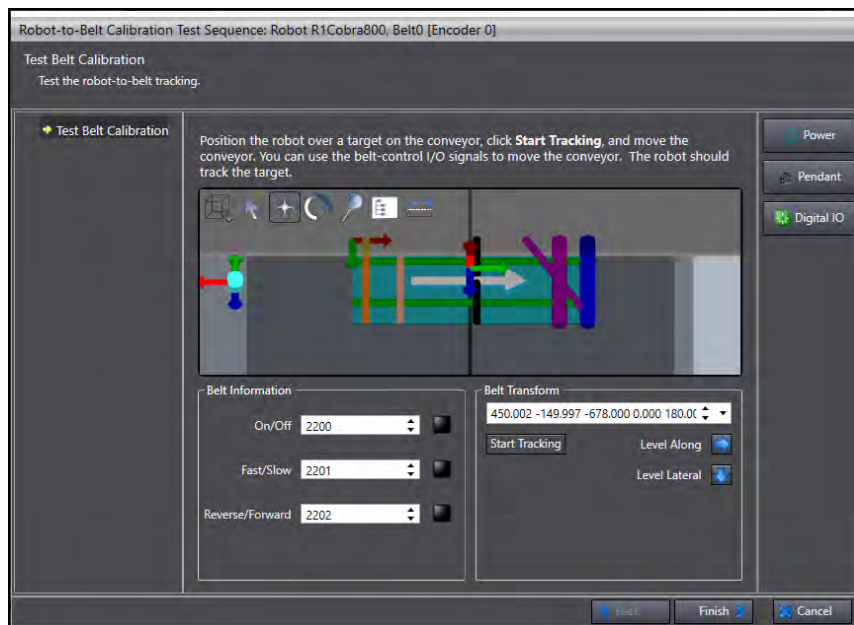 Robot-to-Belt Calibration Test Sequence: Robot R1Cobra800, Belt0 [Encoder 0]
Test Belt Calibration
Test the robot-to-belt tracking.
Test Belt Calibration
Position the robot over a target on the conveyor, click Start Tracking, and move the
conveyor. You can use the belt-control I/O signals to move the conveyor. The robot should
track the target.
Power
Pendant
Digital IO
Belt Information
On/Off 2200
Fast/Slow 2201
Reverse/Forward 2202
Belt Transform
450.002 -149.997 -678.000 0.000 180.0
Start Tracking
Level Along
Level Lateral
Back
Finish
Cancel